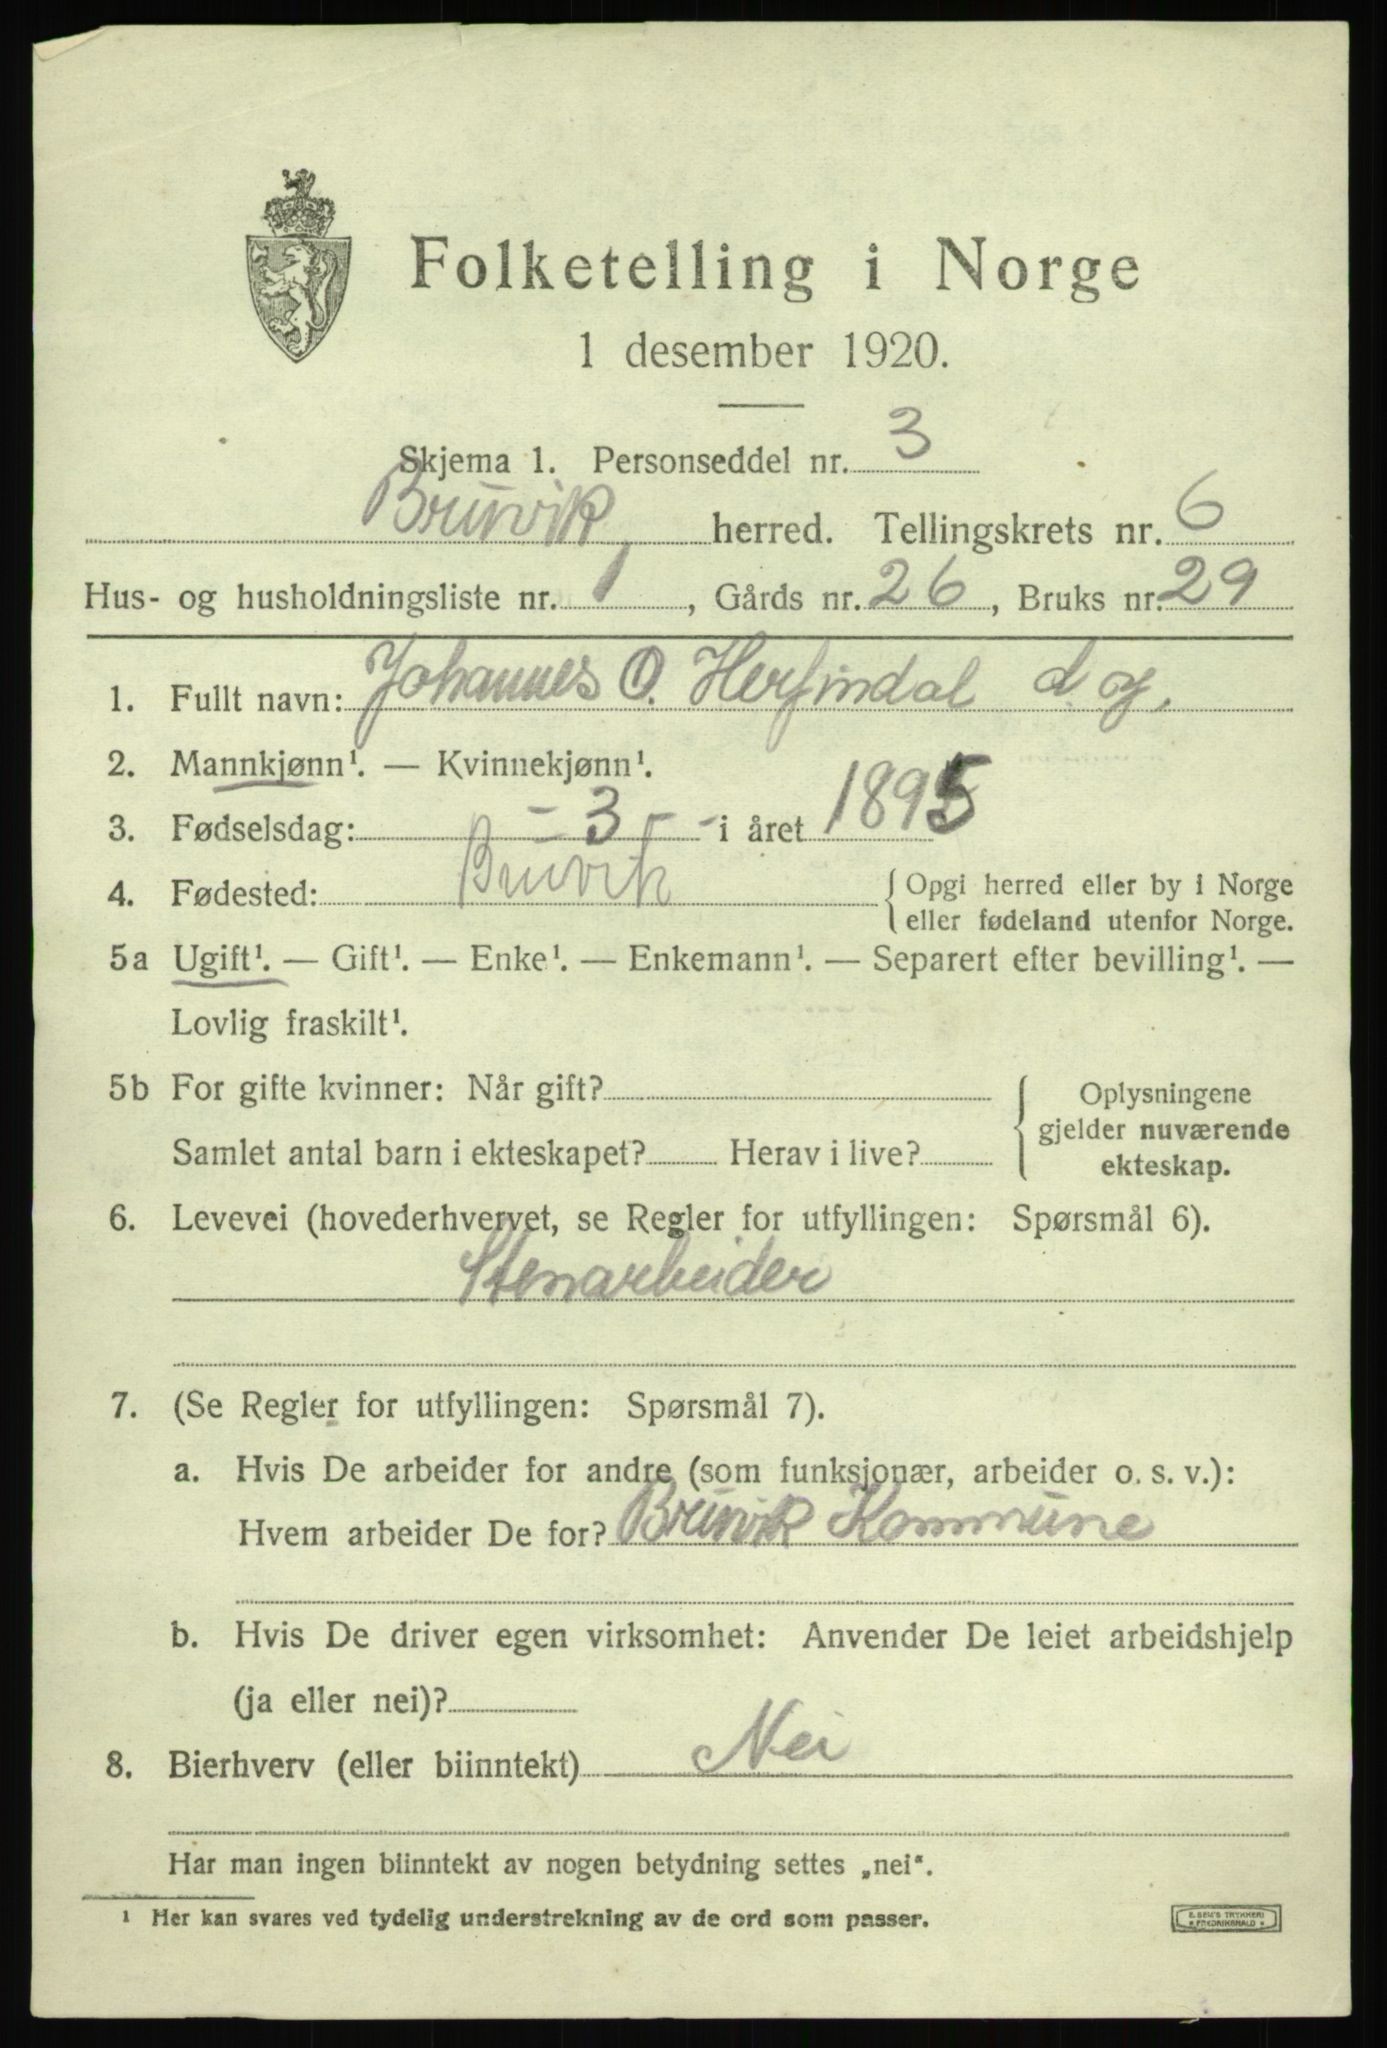 Folketelling i Norge
1 desember 1920.
Skjema 1. Personseddel nr. 3
Bruvik herred. Tellingskrets nr. 6
Hus- og husholdningsliste nr. 1, Gårds nr. 26, Bruks nr. 29
1. Fullt navn: Johannes O. Herfindal d. y.
2. Mannkjønn¹. — Kvinnekjønn¹.
3. Fødselsdag: - 3 - - i året 1895
4. Fødested: Bruvik { Opgi herred eller by i Norge
eller fødeland utenfor Norge.
5a Ugift¹. — Gift¹. — Enke¹. — Enkemann¹. — Separert efter bevilling¹. —
Lovlig fraskilt¹.
5b For gifte kvinner: Når gift?
Samlet antal barn i ekteskapet? Herav i live?
{ Oplysningene
gjelder nuværende
ekteskap.
6. Levevei (hovederhvervet, se Regler for utfyllingen: Spørsmål 6).
Stenarbeider
7. (Se Regler for utfyllingen: Spørsmål 7).
a. Hvis De arbeider for andre (som funksjonær, arbeider o. s. v.):
Hvem arbeider De for? Bruvik Kommune
b. Hvis De driver egen virksomhet: Anvender De leiet arbeidshjelp
(ja eller nei)?
8. Bierhverv (eller biinntekt) Nei
Har man ingen biinntekt av nogen betydning settes „nei“.
¹ Her kan svares ved tydelig understrekning av de ord som passer.
E. SEM'S TRYKKERI
FREDRIKSHALD